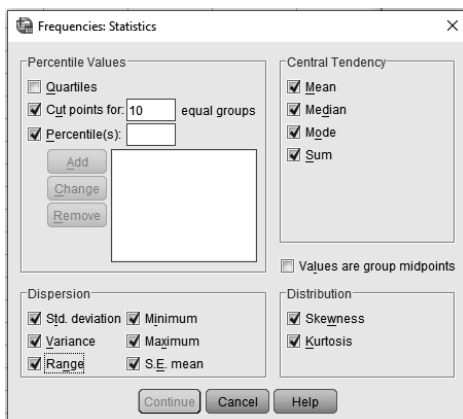 Frequencies: Statistics
Percentile Values
Quartiles
Cut points for: 10 equal groups
Percentile(s):
Add
Change
Remove
Central Tendency
Mean
Median
Mode
Sum
Values are group midpoints
Dispersion
Std. deviation Minimum
Variance Maximum
Range S.E. mean
Distribution
Skewness
Kurtosis
Continue Cancel Help